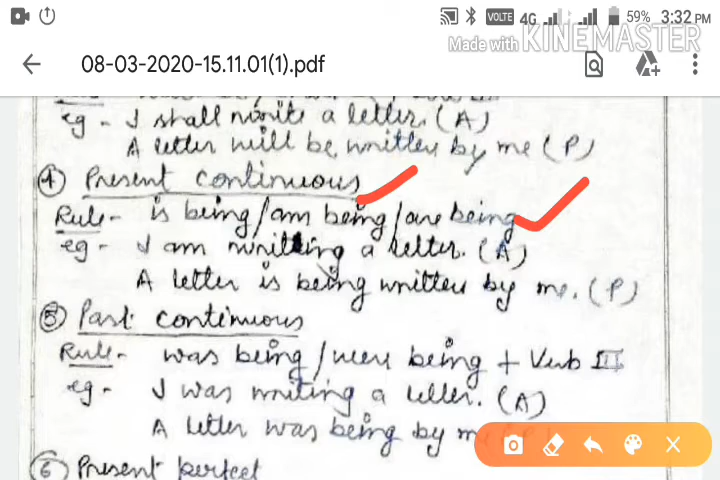 VOLTE 4G 59% 3:32 PM
Made with KINEMASTER
08-03-2020-15.11.01(1).pdf
eg - I shall write a letter. (A)
A letter will be written by me (P)
④ Present continuous
Rule - is being/am being/are being
eg - I am writting a letter. (A)
A letter is being written by me. (P)
⑤ Past continuous
Rule - was being/were being + Verb III
eg - I was writing a letter. (A)
A letter was being by me
⑥ Present perfect